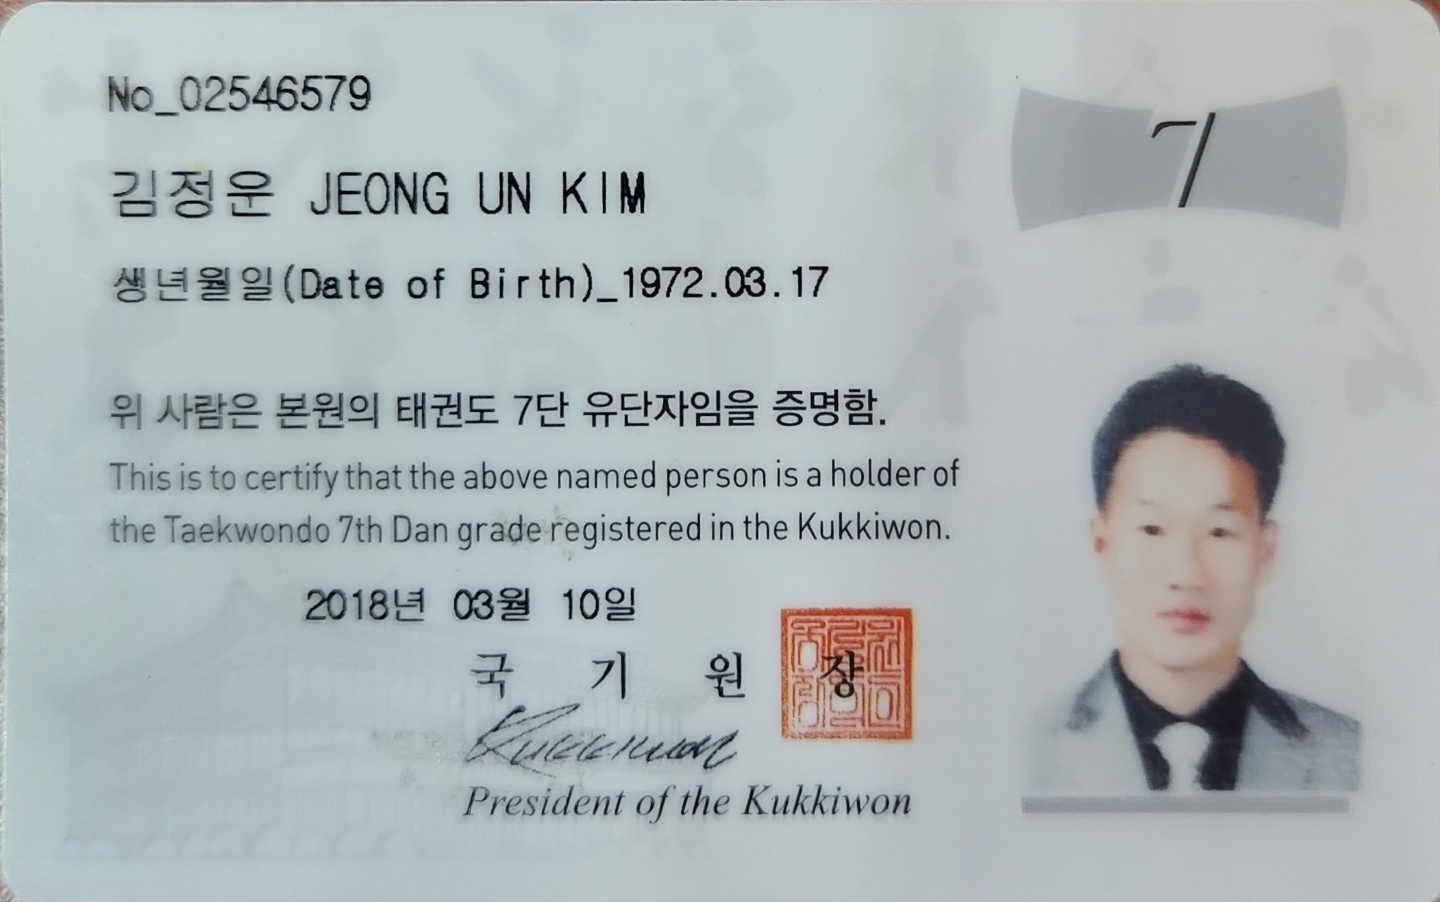 No_02546579
7
김정운 JEONG UN KIM
생년월일(Date of Birth)_1972.03.17
위 사람은 본원의 태권도 7단 유단자임을 증명함.
This is to certify that the above named person is a holder of
the Taekwondo 7th Dan grade registered in the Kukkiwon.
2018년 03월 10일
국 기 원 장
Kukkiwon
President of the Kukkiwon